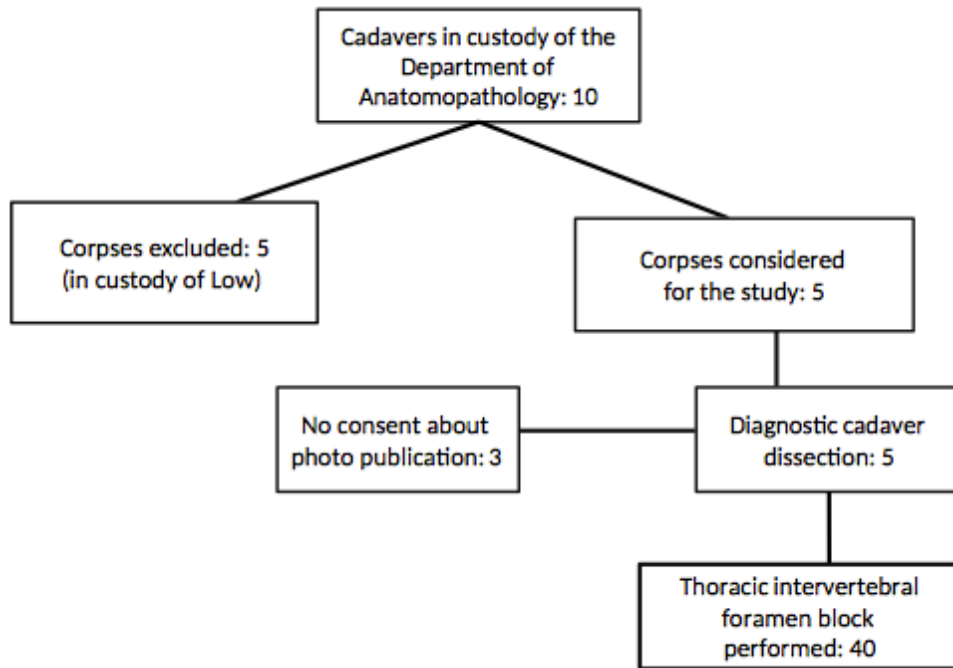 Cadavers in custody of the
Department of
Anatomopathology: 10
Corpses excluded: 5
(in custody of Low)
Corpses considered
for the study: 5
No consent about
photo publication: 3
Diagnostic cadaver
dissection: 5
Thoracic intervertebral
foramen block
performed: 40